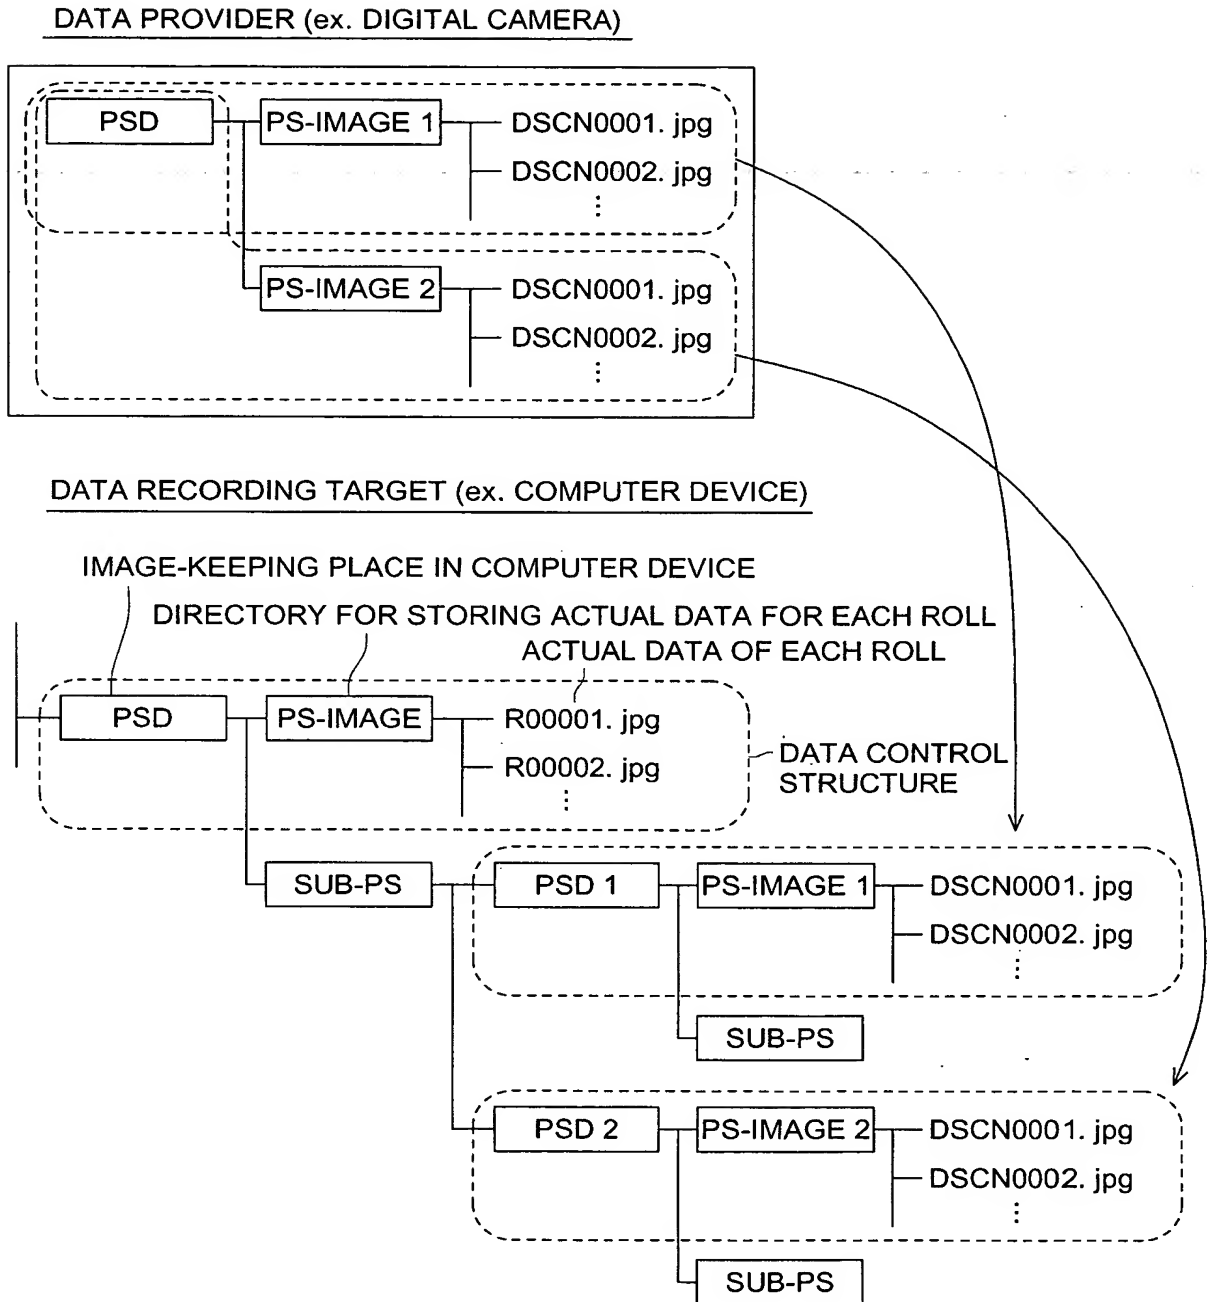 DATA PROVIDER (ex. DIGITAL CAMERA)
PSD
PS-IMAGE 1
DSCN0001. jpg
DSCN0002. jpg
⋮
PS-IMAGE 2
DSCN0001. jpg
DSCN0002. jpg
⋮
DATA RECORDING TARGET (ex. COMPUTER DEVICE)
IMAGE-KEEPING PLACE IN COMPUTER DEVICE
DIRECTORY FOR STORING ACTUAL DATA FOR EACH ROLL
ACTUAL DATA OF EACH ROLL
PSD
PS-IMAGE
R00001. jpg
R00002. jpg
⋮
DATA CONTROL
STRUCTURE
SUB-PS
PSD 1
PS-IMAGE 1
DSCN0001. jpg
DSCN0002. jpg
⋮
SUB-PS
PSD 2
PS-IMAGE 2
DSCN0001. jpg
DSCN0002. jpg
⋮
SUB-PS